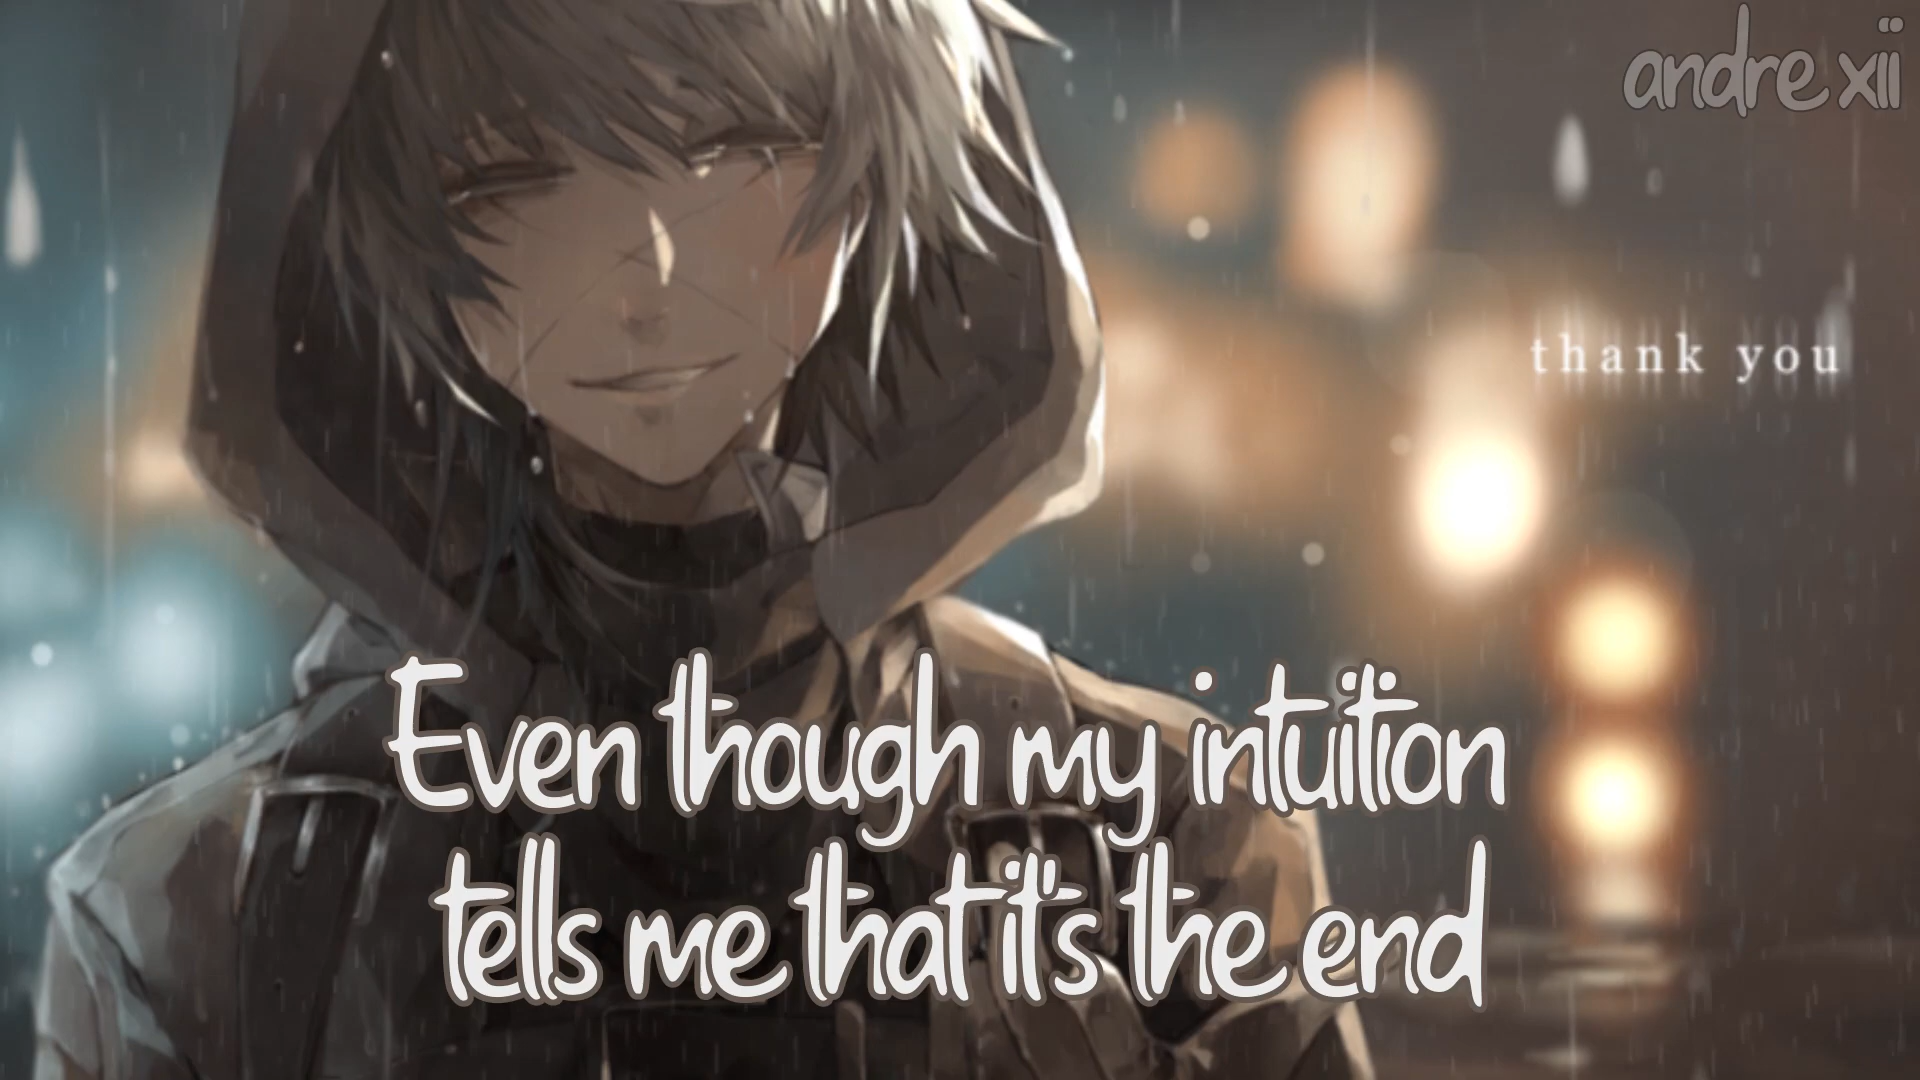 andre xii
thank you
Even though my intuition
tells me that it's the end